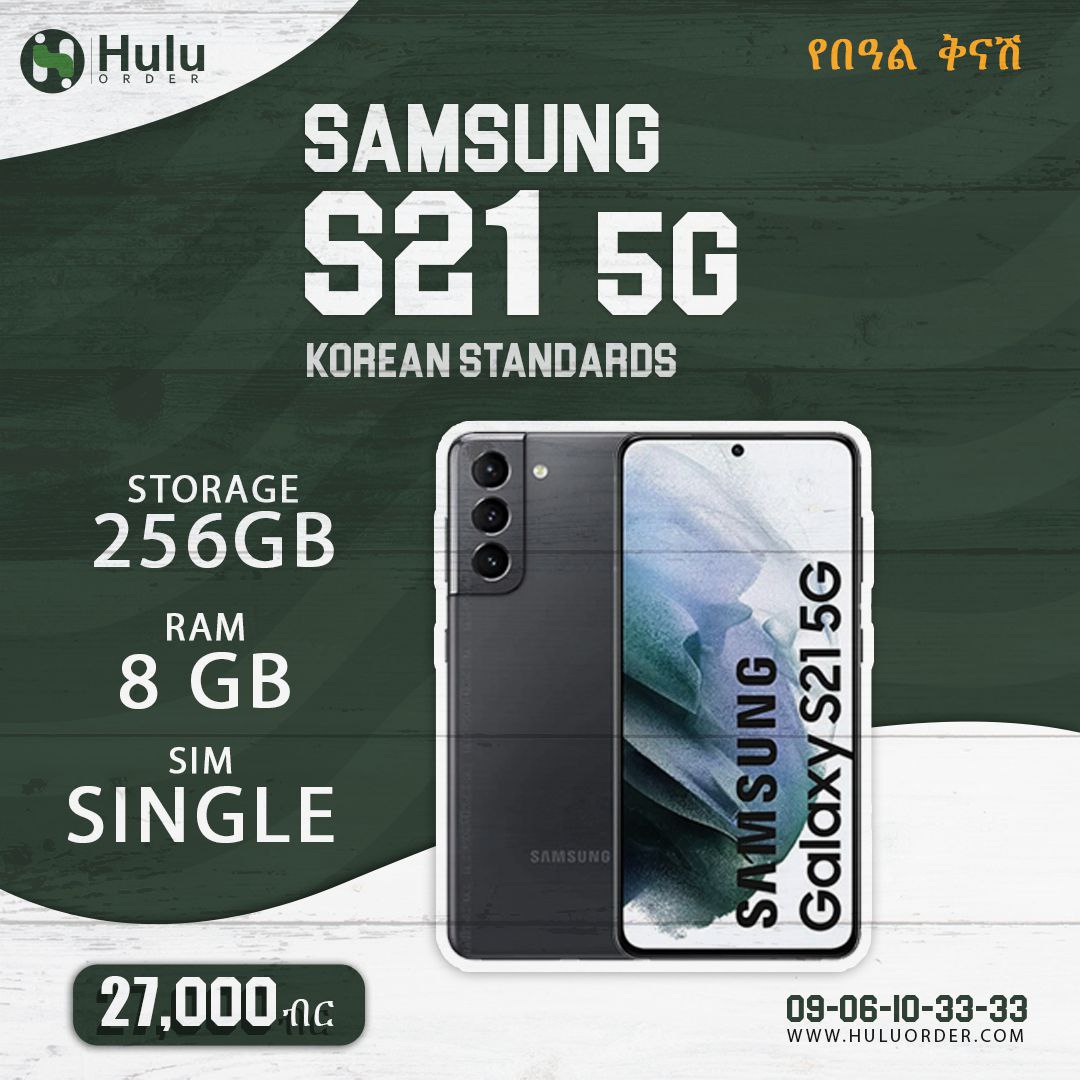 Hulu
ORDER
የበዓል ቅናሽ
SAMSUNG
S21 5G
KOREAN STANDARDS
STORAGE
256GB
RAM
8 GB
SIM
SINGLE
SAMSUNG
SAMSUNG
Galaxy S21 5G
27,000 ብር
09-06-10-33-33
WWW.HULUORDER.COM